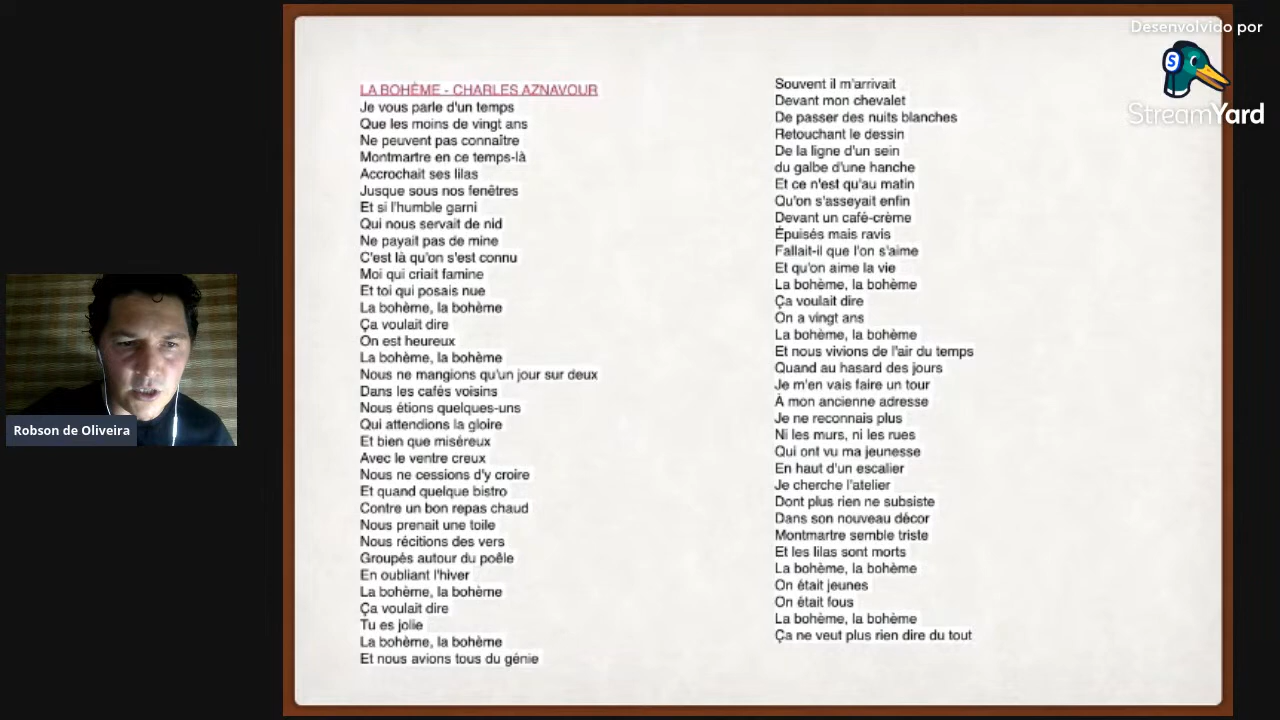 Desenvolvido por
StreamYard
LA BOHÈME - CHARLES AZNAVOUR
Je vous parle d'un temps
Que les moins de vingt ans
Ne peuvent pas connaître
Montmartre en ce temps-là
Accrochait ses lilas
Jusque sous nos fenêtres
Et si l'humble garni
Qui nous servait de nid
Ne payait pas de mine
C'est là qu'on s'est connu
Moi qui criait famine
Et toi qui posais nue
La bohème, la bohème
Ça voulait dire
On est heureux
La bohème, la bohème
Nous ne mangions qu'un jour sur deux
Dans les cafés voisins
Nous étions quelques-uns
Qui attendions la gloire
Et bien que miséreux
Avec le ventre creux
Nous ne cessions d'y croire
Et quand quelque bistro
Contre un bon repas chaud
Nous prenait une toile
Nous récitions des vers
Groupés autour du poêle
En oubliant l'hiver
La bohème, la bohème
Ça voulait dire
Tu es jolie
La bohème, la bohème
Et nous avions tous du génie
Souvent il m'arrivait
Devant mon chevalet
De passer des nuits blanches
Retouchant le dessin
De la ligne d'un sein
du galbe d'une hanche
Et ce n'est qu'au matin
Qu'on s'asseyait enfin
Devant un café-crème
Épuisés mais ravis
Fallait-il que l'on s'aime
Et qu'on aime la vie
La bohème, la bohème
Ça voulait dire
On a vingt ans
La bohème, la bohème
Et nous vivions de l'air du temps
Quand au hasard des jours
Je m'en vais faire un tour
À mon ancienne adresse
Je ne reconnais plus
Ni les murs, ni les rues
Qui ont vu ma jeunesse
En haut d'un escalier
Je cherche l'atelier
Dont plus rien ne subsiste
Dans son nouveau décor
Montmartre semble triste
Et les lilas sont morts
La bohème, la bohème
On était jeunes
On était fous
La bohème, la bohème
Ça ne veut plus rien dire du tout
Robson de Oliveira